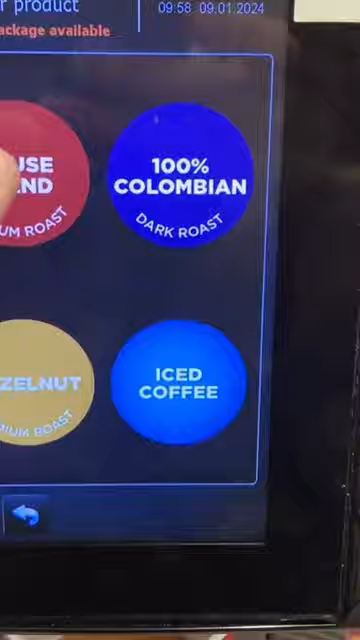 r product
09:58 09.01.2024
ackage available
USE
END
UM ROAST
100%
COLOMBIAN
DARK ROAST
ZELNUT
IUM ROAST
ICED
COFFEE